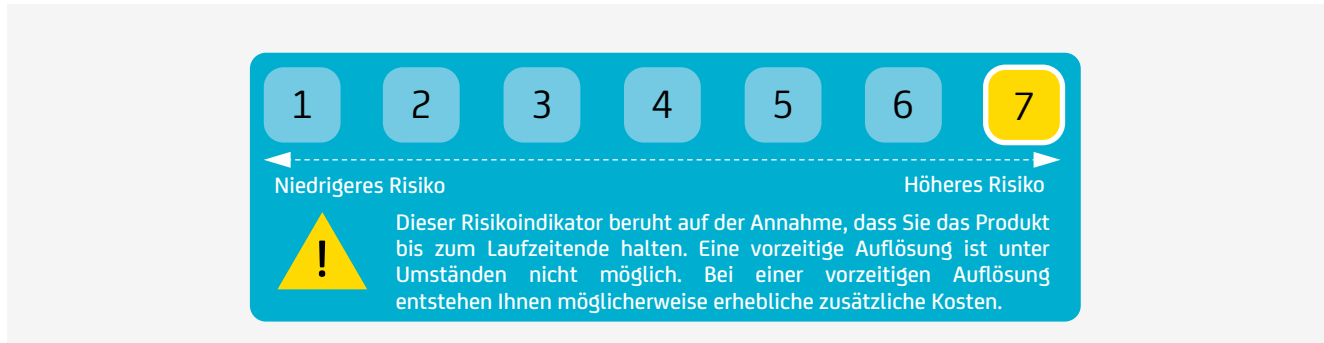 1 2 3 4 5 6 7
Niedrigeres Risiko Höheres Risiko
Dieser Risikoindikator beruht auf der Annahme, dass Sie das Produkt
bis zum Laufzeitende halten. Eine vorzeitige Auflösung ist unter
Umständen nicht möglich. Bei einer vorzeitigen Auflösung
entstehen Ihnen möglicherweise erhebliche zusätzliche Kosten.
!